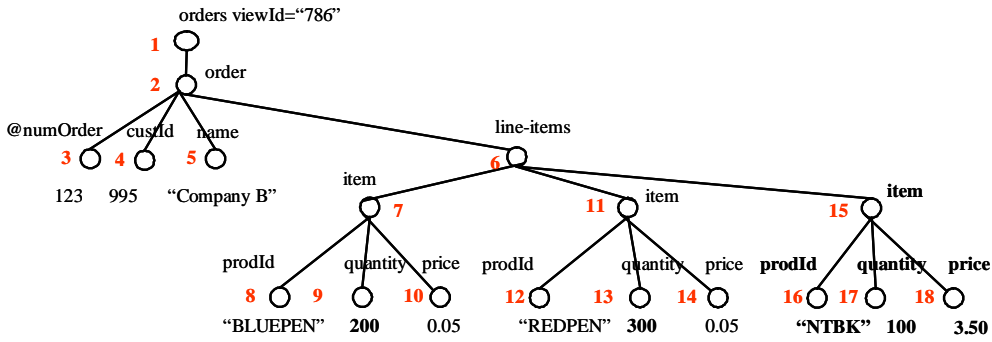 orders viewId=“786”
1
order
2
@numOrder custId name
line-items
3 4 5
6
123 995 “Company B”
item
item
item
7
11
15
prodId quantity price
prodId quantity price
prodId quantity price
8 9 10
12 13 14
16 17 18
“BLUEPEN” 200 0.05
“REDPEN” 300 0.05
“NTBK” 100 3.50